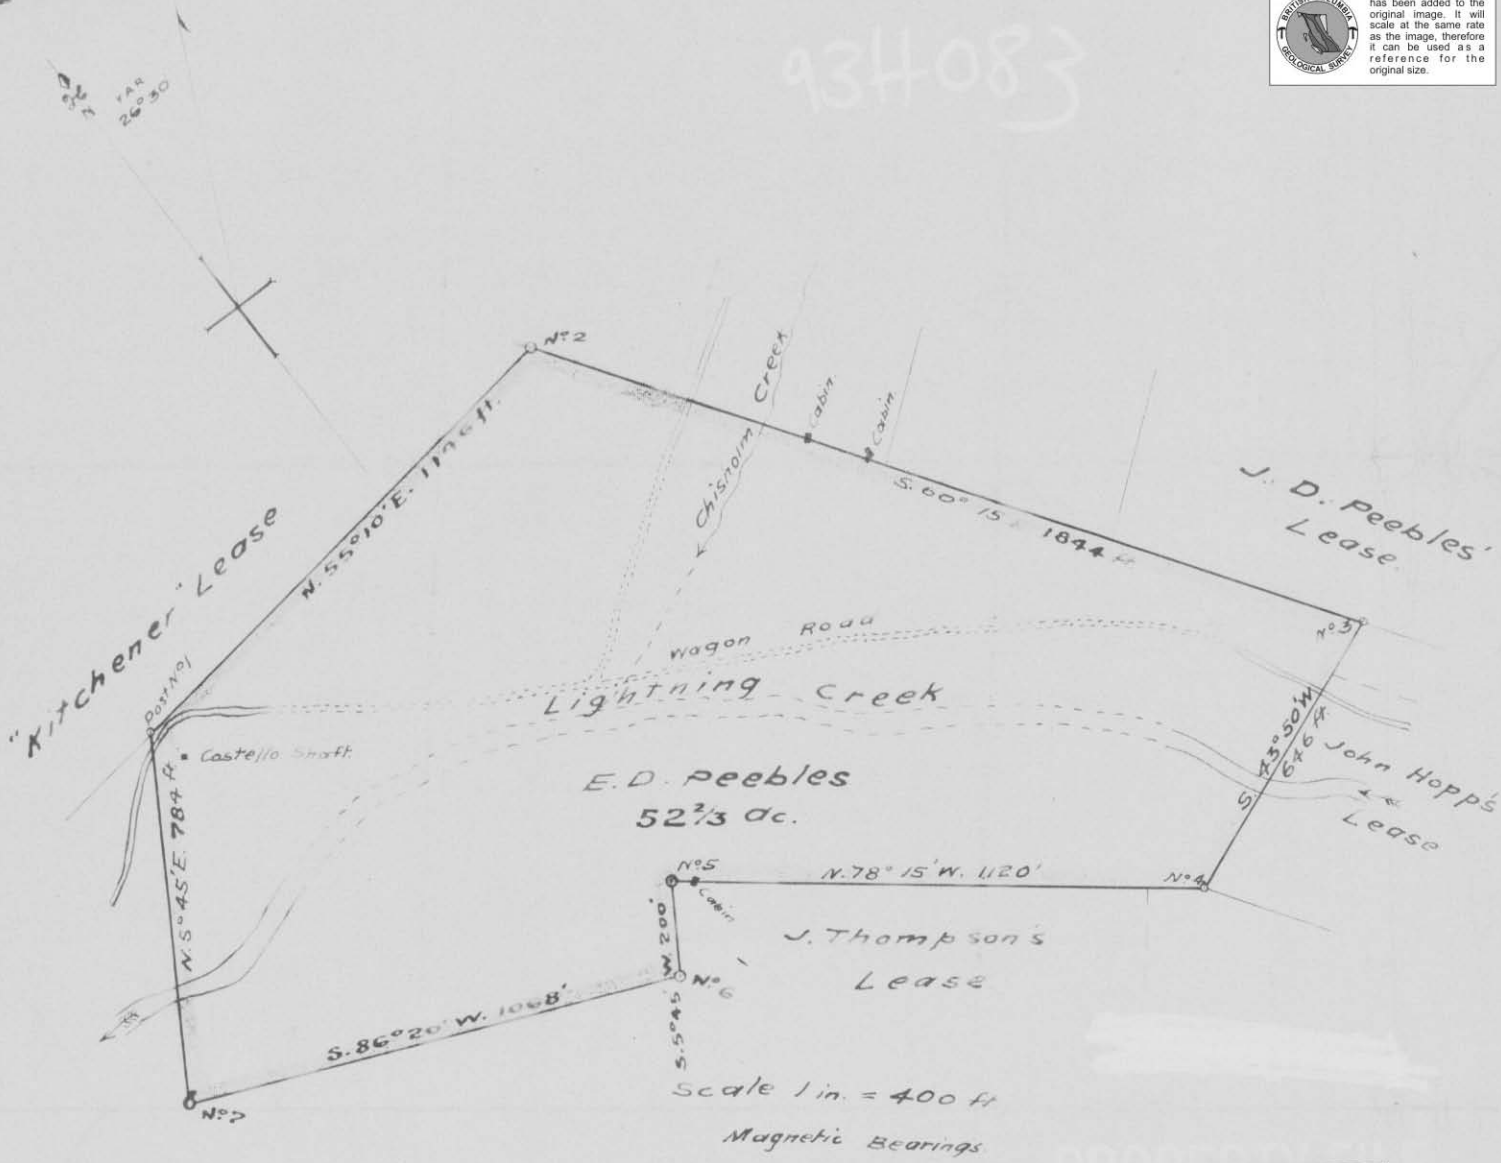 has been added to the
original image. It will
scale at the same rate
as the image, therefore
it can be used as a
reference for the
original size.
GEOLOGICAL SURVEY
93H083
VAR
26°30
No 2
Chisholm Creek
Cabin
Cabin
N. 55°10'E.
S. 60° 15 1844 ft
J. D. Peebles'
Lease
"Kitchener" Lease
Post No 1
Wagon Road
No 3
Lightning Creek
Costello Shaft
N. 5°45'E. 784 ft
E. D. Peebles
52 2/3 ac.
S. 43°50'W
676 ft
John Hopp's
Lease
No 5
Cabin
N. 78° 15' W. 1120'
No 4
J. Thompson's
Lease
S. 5°45' W. 200'
No 6
S. 86°20' W. 1068'
No 7
Scale 1 in. = 400 ft
Magnetic Bearings